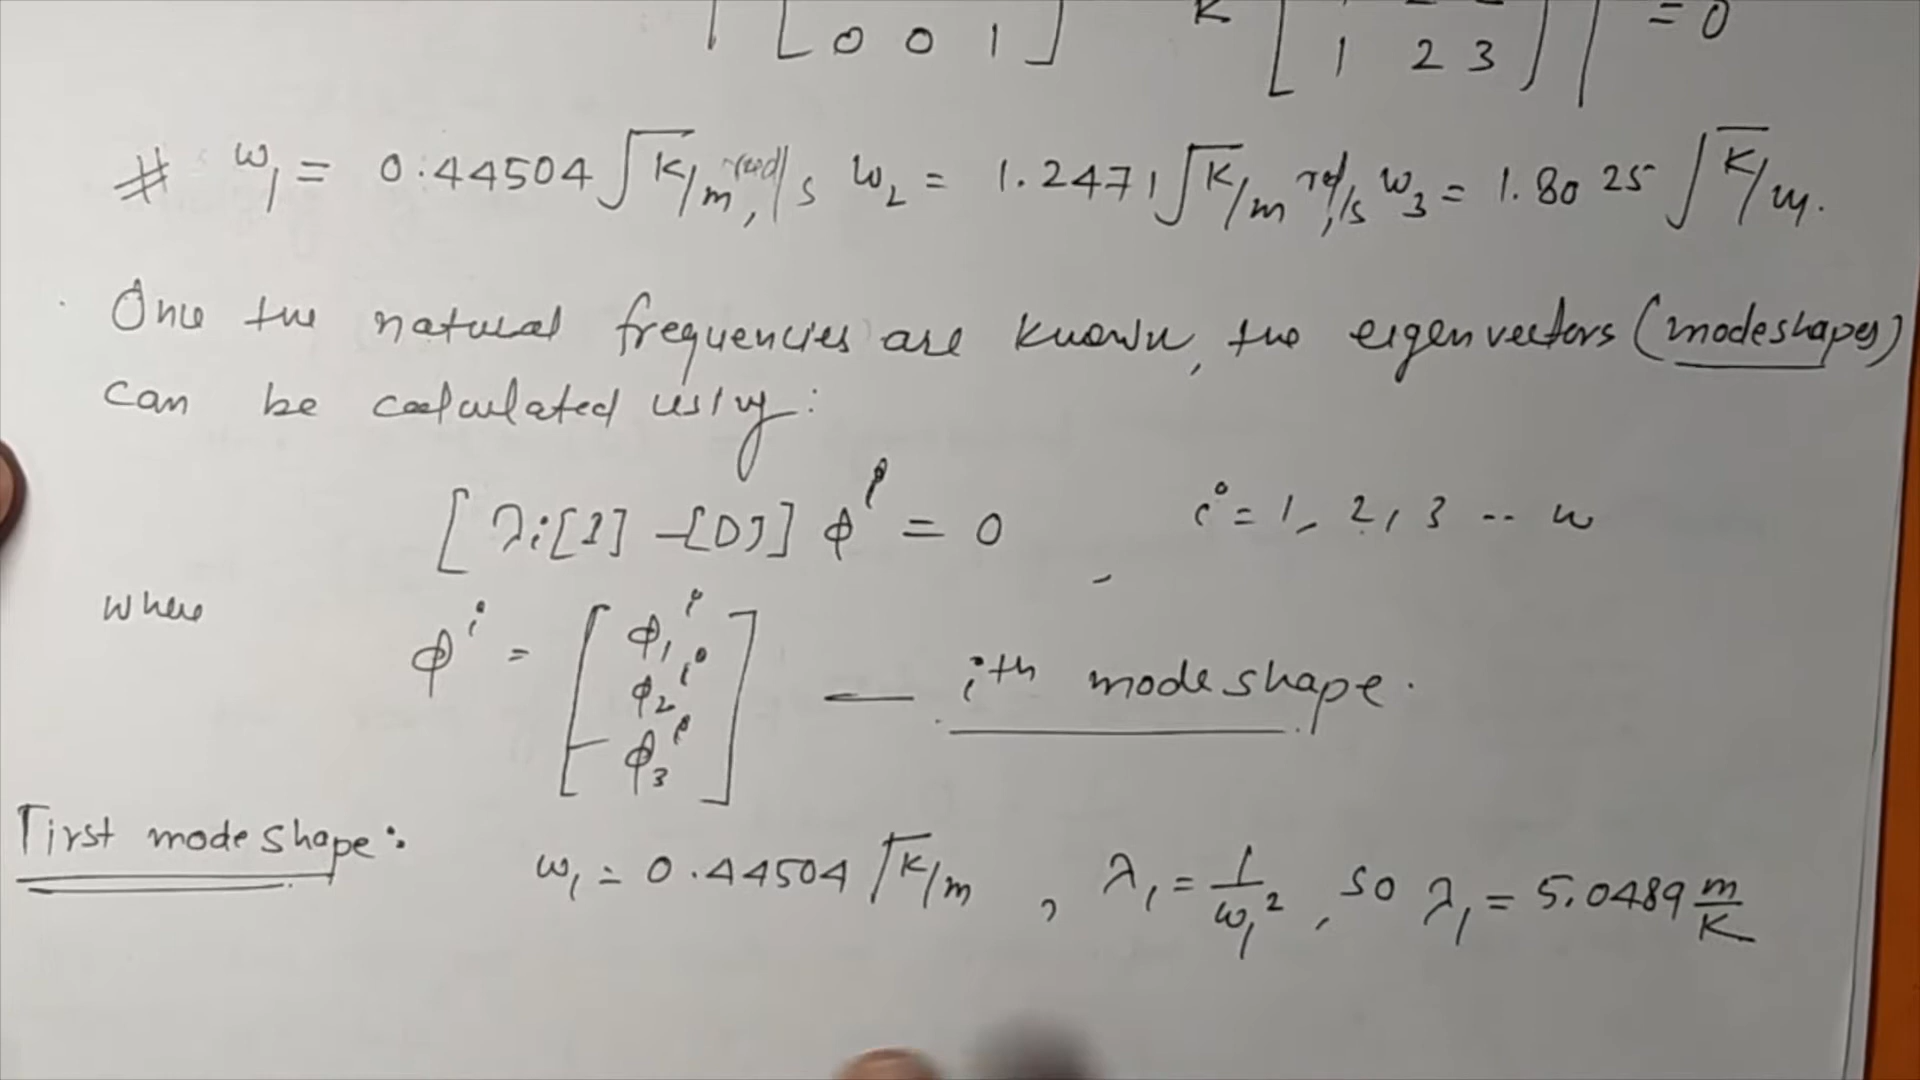 [0 0 1] K [1 2 3] = 0
# ω₁ = 0.44504 √K/m, rad/s ω₂ = 1.2471 √K/m rad/s, ω₃ = 1.8025 √K/m.
Once the natural frequencies are known, the eigenvectors (modeshapes)
can be calculated using:
[λi[I] - [D]] ϕⁱ = 0, i = 1, 2, 3 -- n
where
ϕⁱ = [ϕ₁ⁱ ϕ₂ⁱ ϕ₃ⁱ] — ith mode shape.
First mode shape: ω₁ = 0.44504 √K/m, λ₁ = 1/ω₁², so λ₁ = 5.0489 m/K